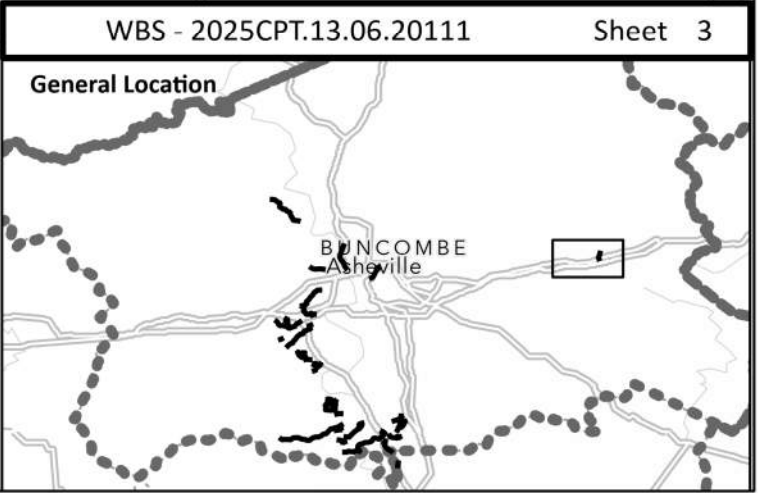 WBS - 2025CPT.13.06.20111 Sheet 3
General Location
BUNCOMBE
Asheville